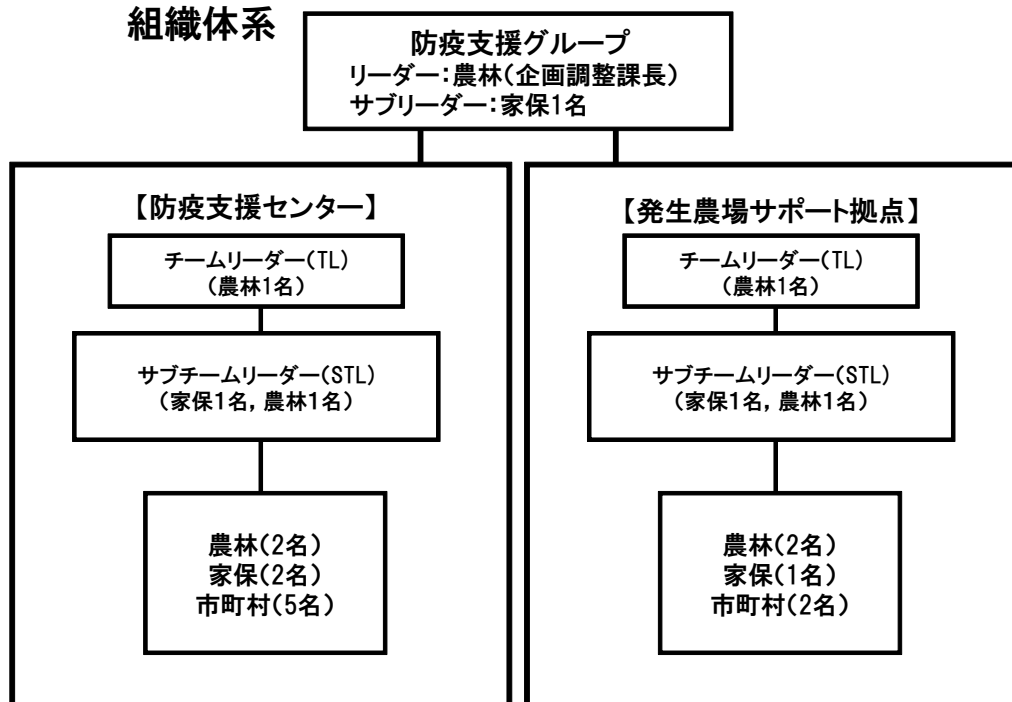 組織体系
防疫支援グループ
リーダー：農林（企画調整課長）
サブリーダー：家保1名
【防疫支援センター】
チームリーダー（TL）
（農林1名）
サブチームリーダー（STL）
（家保1名，農林1名）
農林（2名）
家保（2名）
市町村（5名）
【発生農場サポート拠点】
チームリーダー（TL）
（農林1名）
サブチームリーダー（STL）
（家保1名，農林1名）
農林（2名）
家保（1名）
市町村（2名）